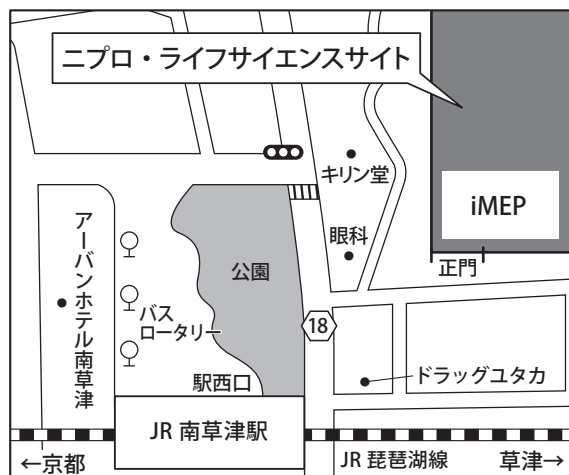 ニプロ・ライフサイエンスサイト
キリン堂
iMEP
眼科
正門
アーバンホテル南草津
公園
バス
ロータリー
18
駅西口
ドラッグユタカ
JR 南草津駅
←京都
JR 琵琶湖線
草津→